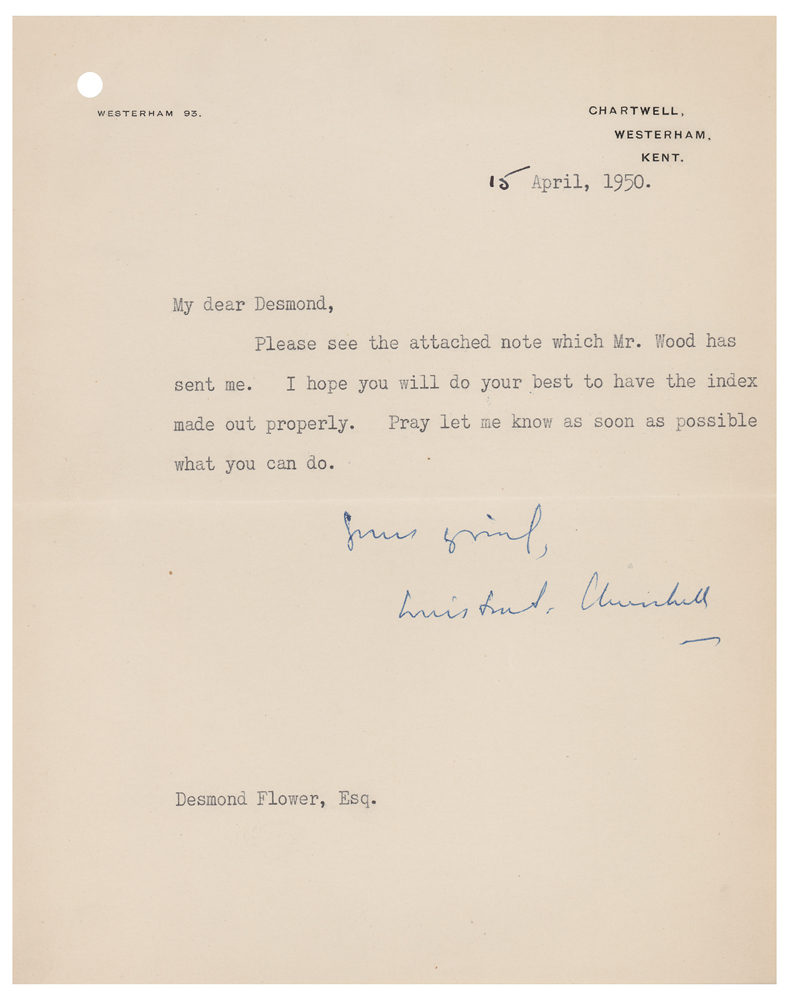 WESTERHAM 93.
CHARTWELL,
WESTERHAM,
KENT.
15 April, 1950.
My dear Desmond,
Please see the attached note which Mr. Wood has
sent me. I hope you will do your best to have the index
made out properly. Pray let me know as soon as possible
what you can do.
Yours
Winston S. Churchill
Desmond Flower, Esq.